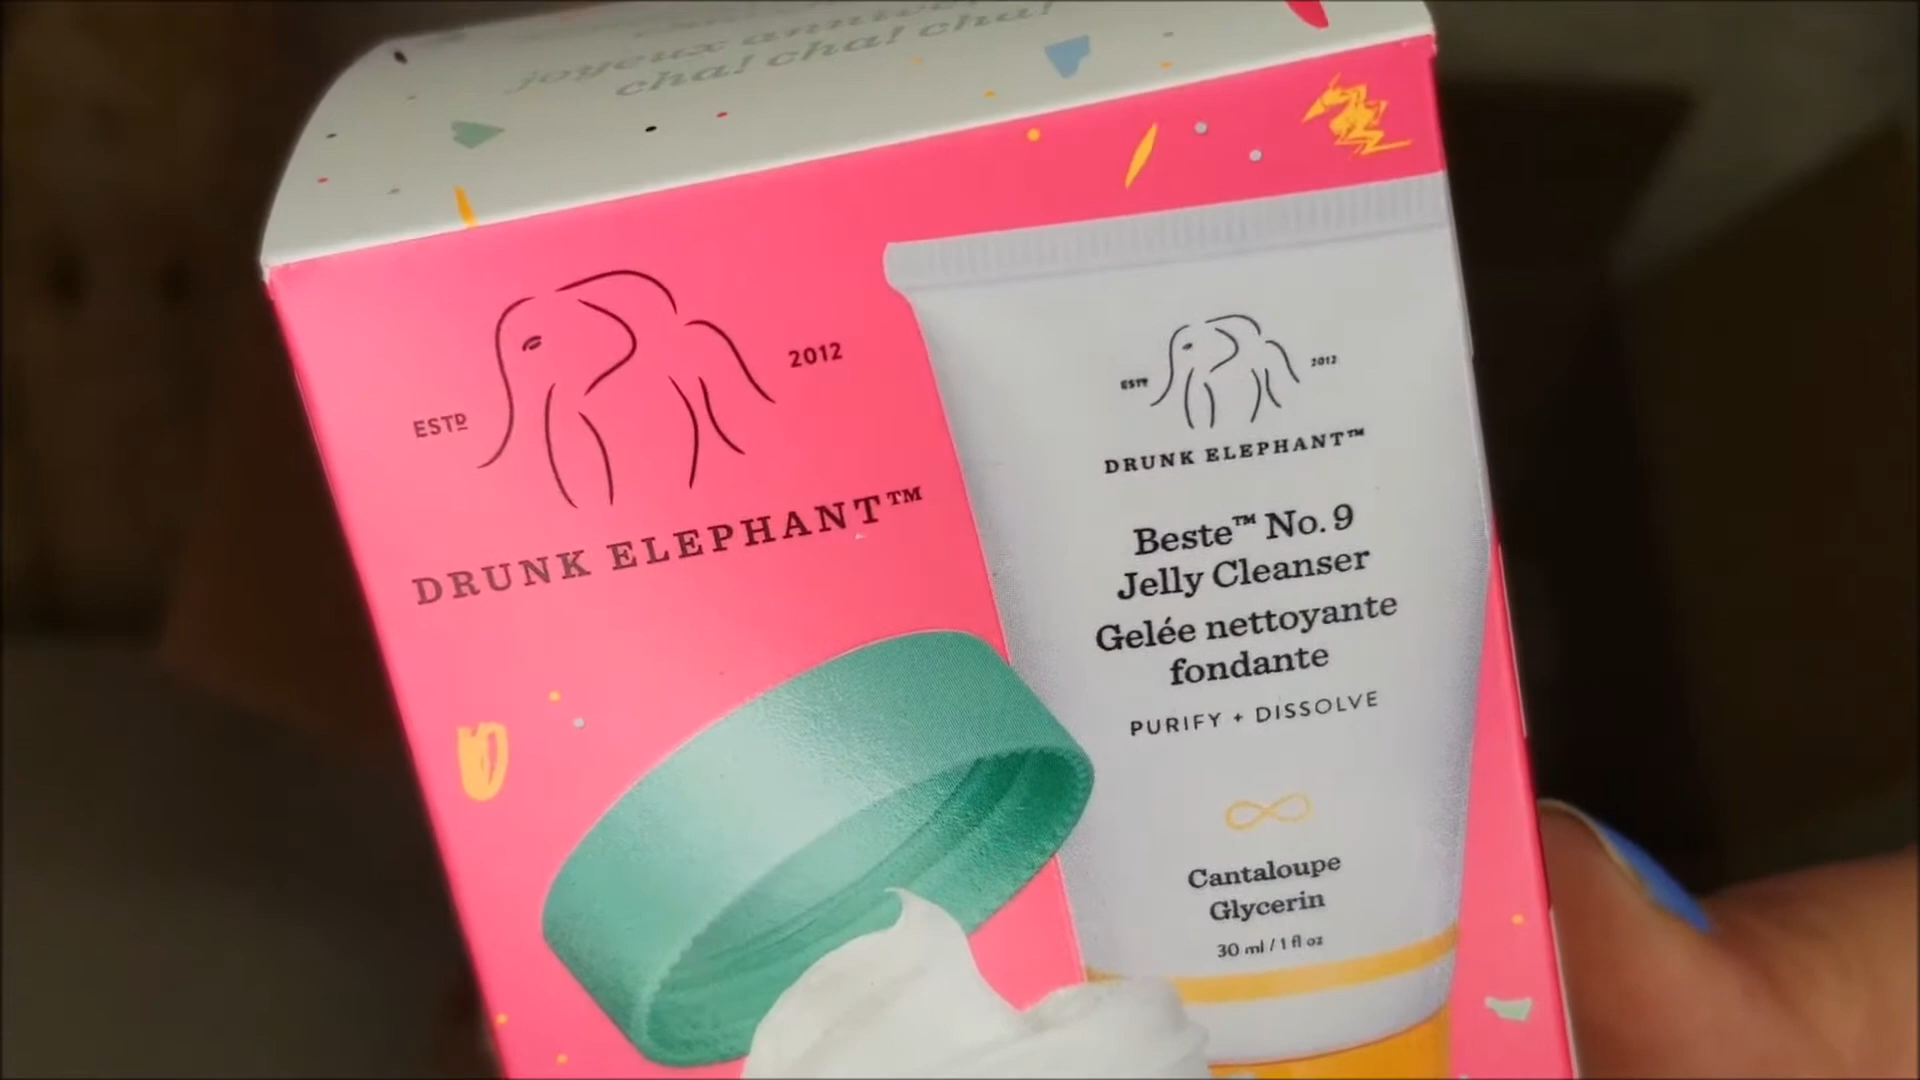 joyeux
cha! cha! cha!
ESTD
2012
DRUNK ELEPHANT™
ESTD
2012
DRUNK ELEPHANT™
Beste™ No. 9
Jelly Cleanser
Gelée nettoyante
fondante
PURIFY + DISSOLVE
Cantaloupe
Glycerin
30 ml / 1 fl oz